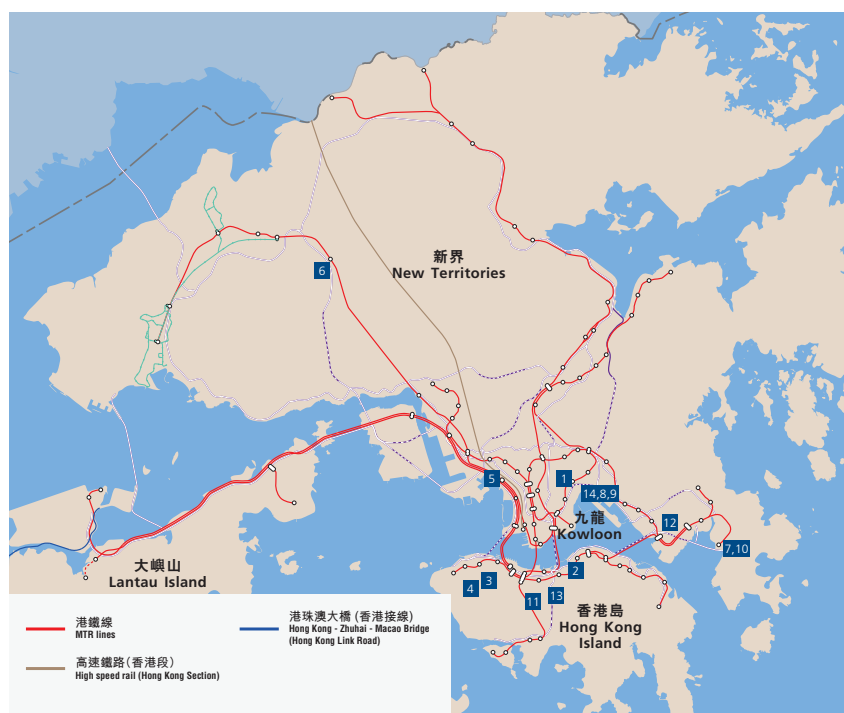 新界
New Territories
6
5
1
14,8,9
九龍
Kowloon
12
7,10
大嶼山
Lantau Island
4
3
2
11
13
香港島
Hong Kong
Island
港鐵線
MTR lines
高速鐵路(香港段)
High speed rail (Hong Kong Section)
港珠澳大橋 (香港接線)
Hong Kong - Zhuhai - Macao Bridge
(Hong Kong Link Road)